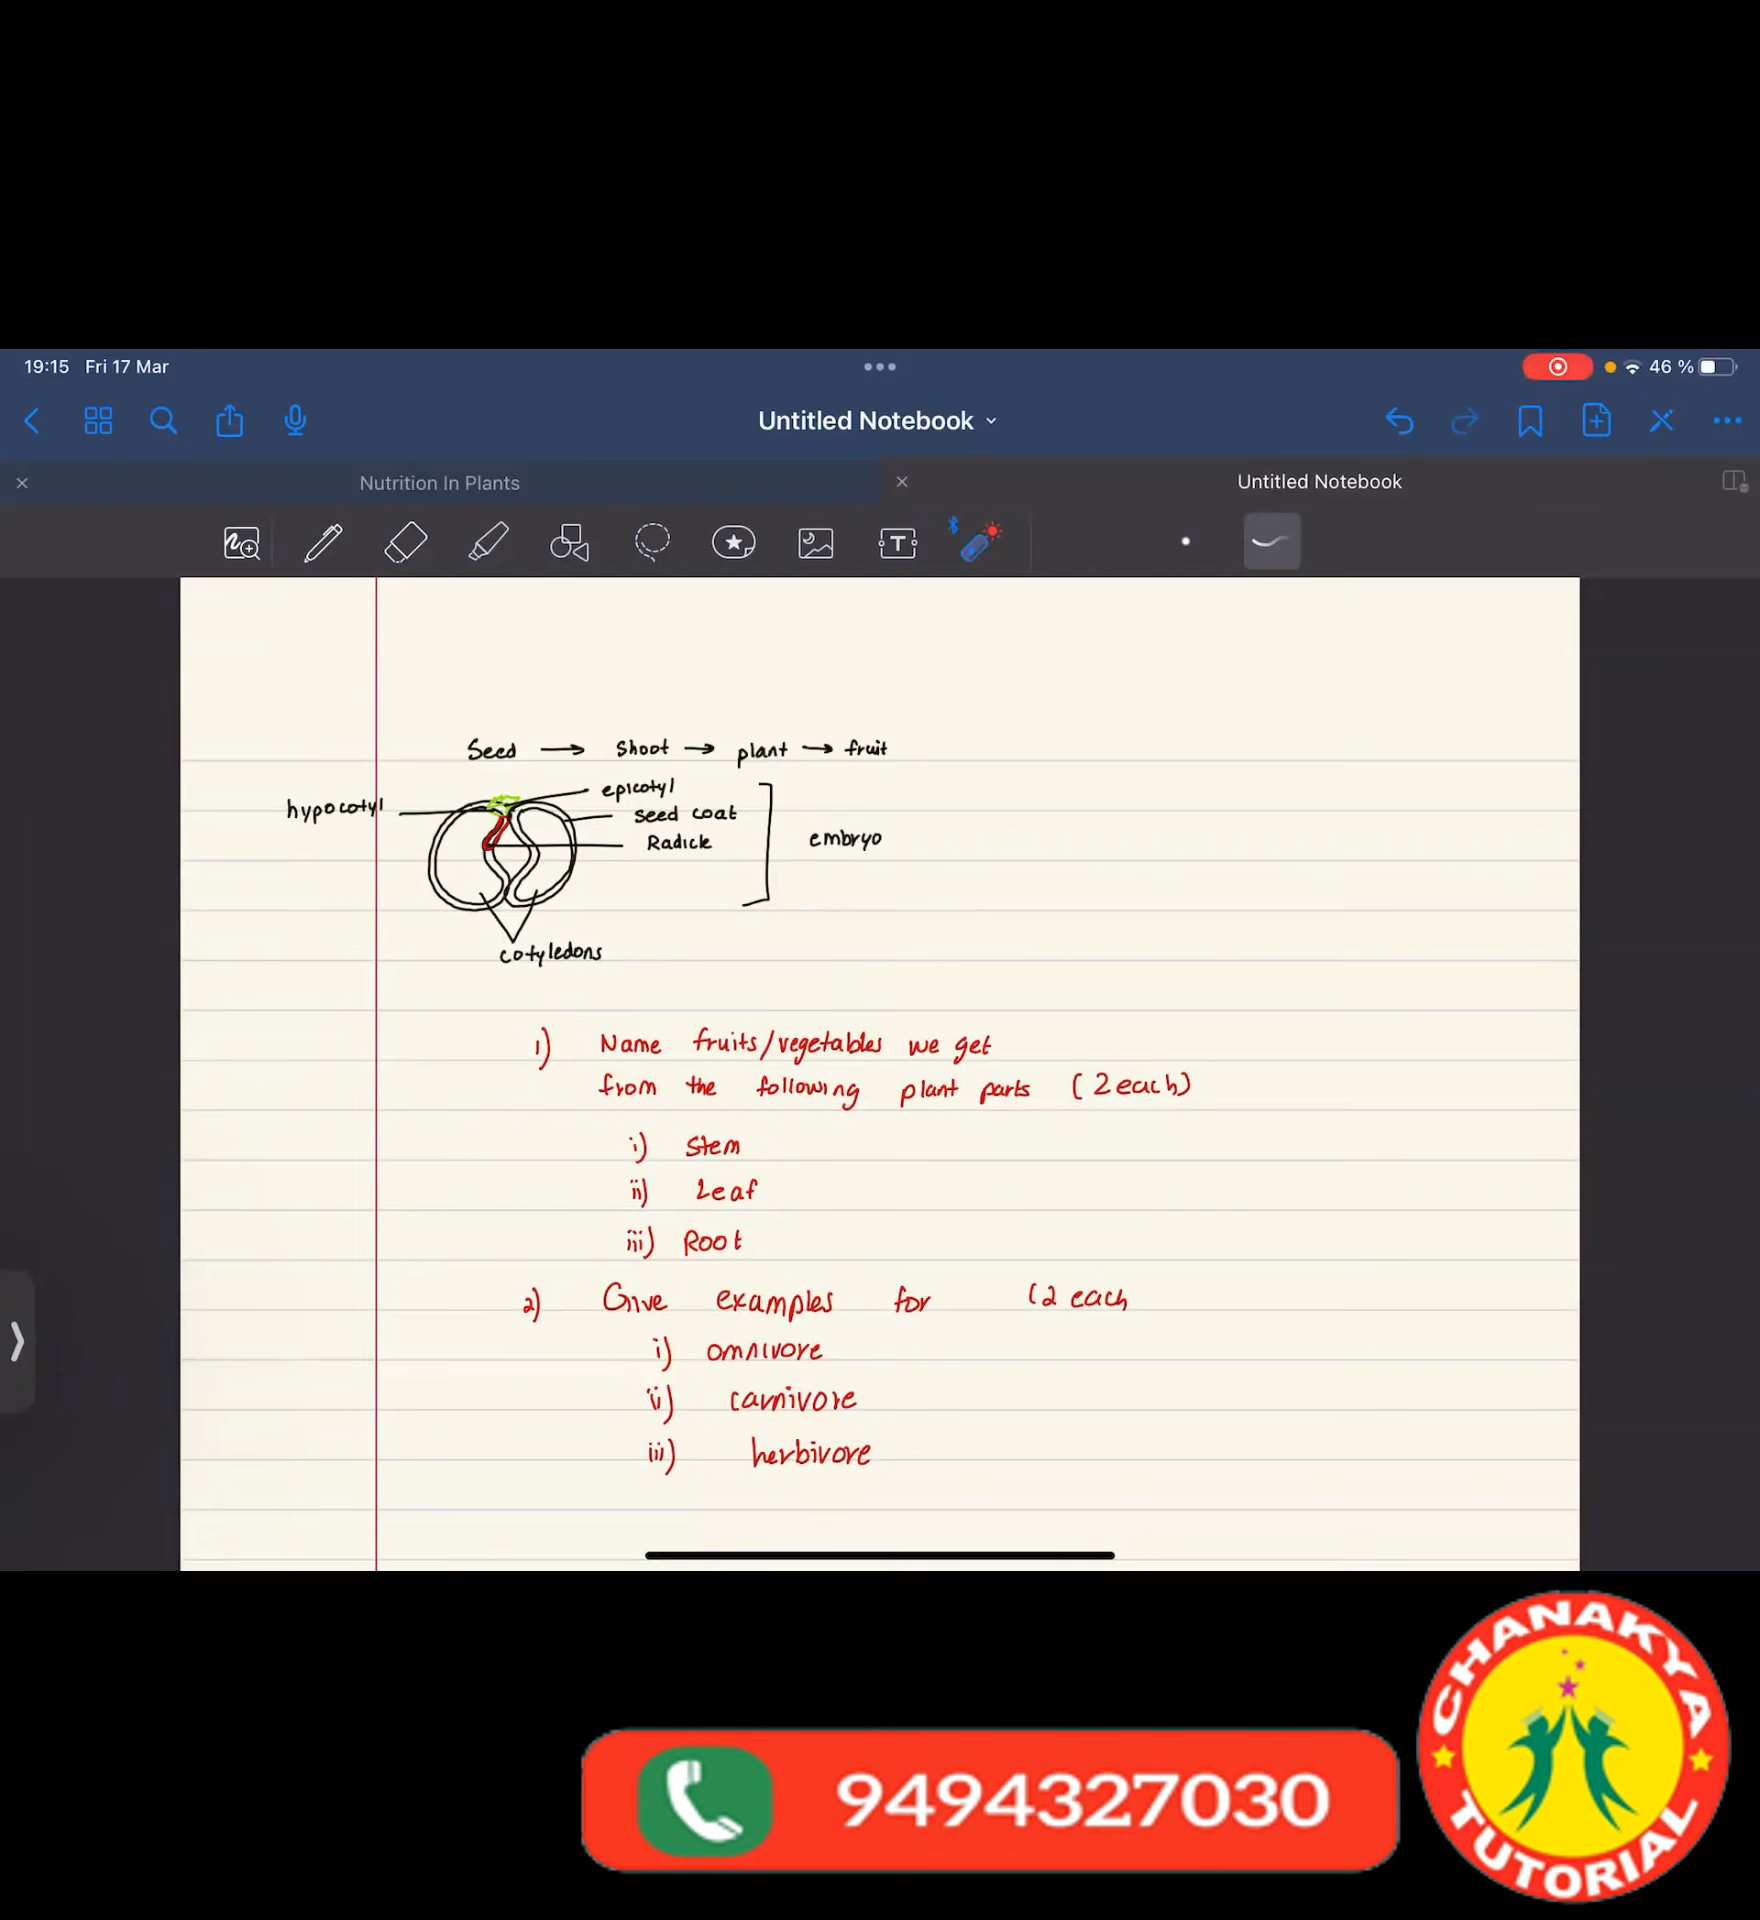 19:15 Fri 17 Mar
46 %
Untitled Notebook
Nutrition In Plants
Untitled Notebook
T
Seed → Shoot → plant → fruit
epicotyl
hypocotyl
seed coat
Radicle
embryo
cotyledons
1) Name fruits/vegetables we get
from the following plant parts (2 each)
i) Stem
ii) Leaf
iii) Root
2) Give examples for (2 each
i) omnivore
ii) carnivore
iii) herbivore
CHANAKYA
TUTORIAL
9494327030